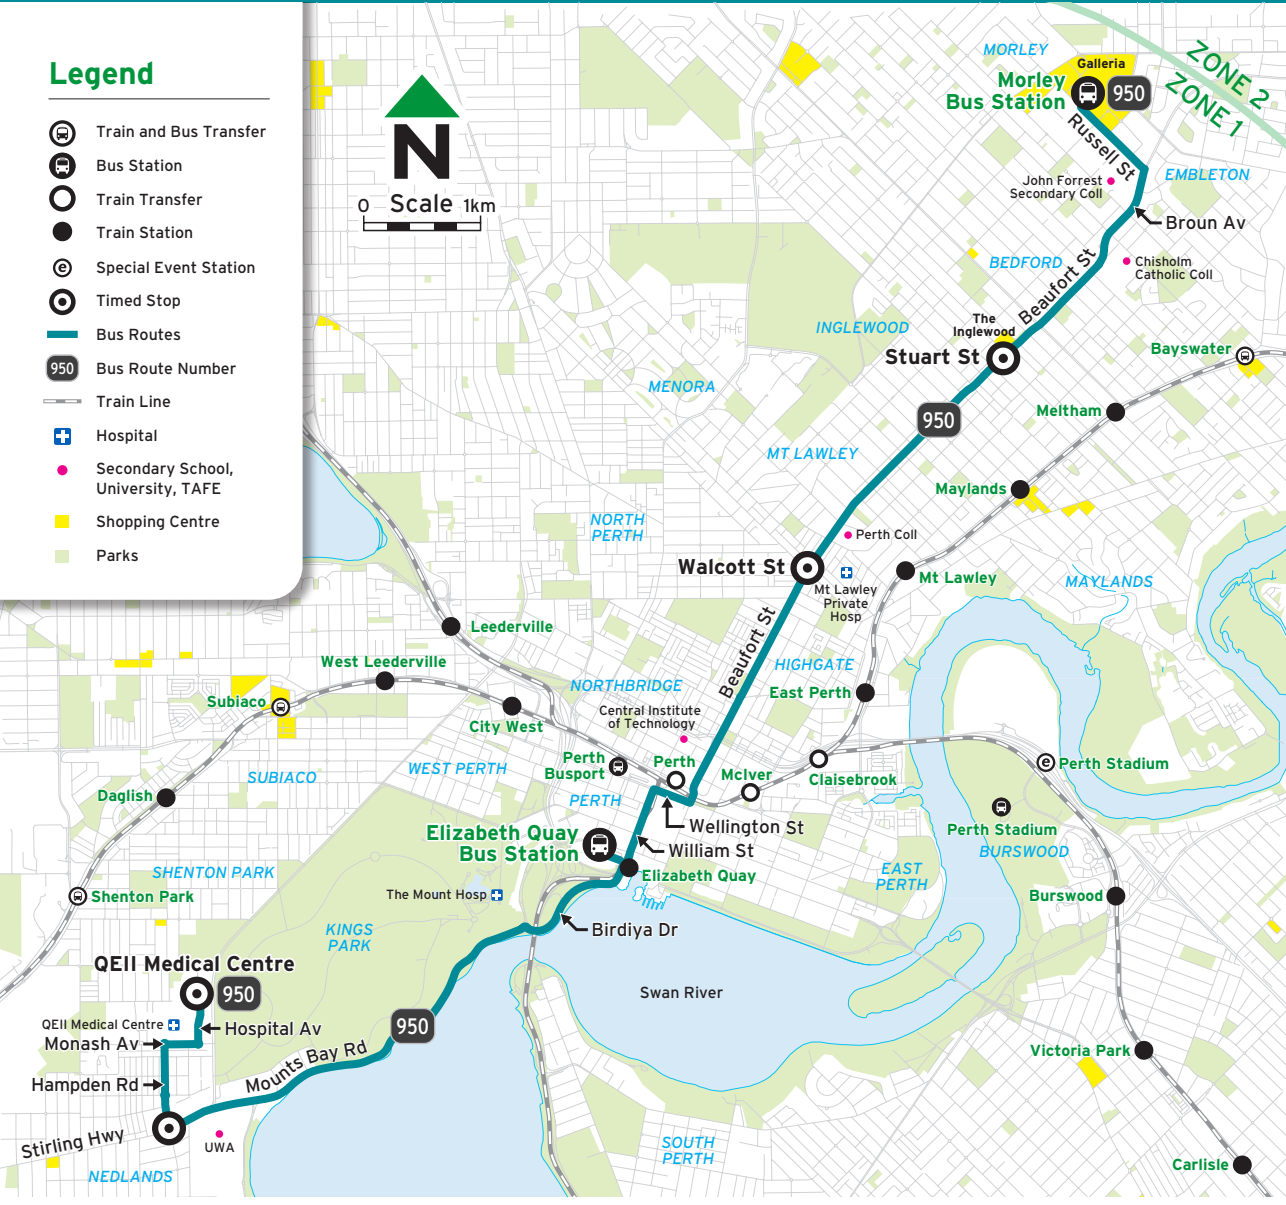 Legend
Train and Bus Transfer
Bus Station
Train Transfer
Train Station
e Special Event Station
Timed Stop
Bus Routes
950 Bus Route Number
Train Line
Hospital
Secondary School,
University, TAFE
Shopping Centre
Parks
N
0 Scale 1km
MORLEY
Galleria
Morley
Bus Station
950
ZONE 2
ZONE 1
Russell St
John Forrest
Secondary Coll
EMBLETON
Broun Av
BEDFORD
Beaufort St
Chisholm
Catholic Coll
INGLEWOOD
The
Inglewood
Stuart St
Bayswater
MENORA
950
Meltham
MT LAWLEY
Maylands
NORTH
PERTH
Perth Coll
Walcott St
Mt Lawley
Private
Hosp
Mt Lawley
MAYLANDS
Leederville
Beaufort St
West Leederville
HIGHGATE
NORTHBRIDGE
East Perth
Subiaco
Central Institute
of Technology
City West
SUBIACO
WEST PERTH
Perth
Busport
Perth
McIver
Claisebrook
e Perth Stadium
Daglish
PERTH
Wellington St
Perth Stadium
Elizabeth Quay
Bus Station
William St
BURSWOOD
Elizabeth Quay
EAST
PERTH
SHENTON PARK
Shenton Park
The Mount Hosp
Burswood
KINGS
PARK
Birdiya Dr
QEII Medical Centre
950
Swan River
QEII Medical Centre
Hospital Av
950
Monash Av
Victoria Park
Hampden Rd
Mounts Bay Rd
Stirling Hwy
UWA
SOUTH
PERTH
NEDLANDS
Carlisle